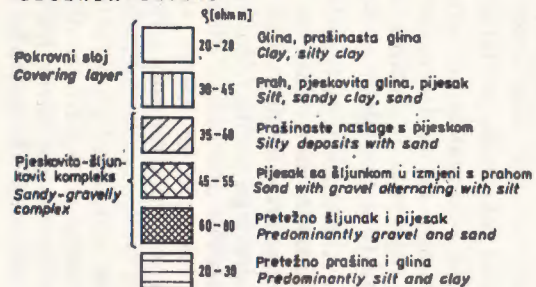 ρ[ohm m]
Pokrovni sloj
Covering layer
20-20 Glina, prašinasta glina
Clay, silty clay
30-45 Prah, pjeskovita glina, pijesak
Silt, sandy clay, sand
Pjeskovito-šljun-
kovit kompleks
Sandy-gravelly
complex
35-40 Prašinaste naslage s pijeskom
Silty deposits with sand
45-55 Pijesak sa šljunkom u izmjeni s prahom
Sand with gravel alternating with silt
60-80 Pretežno šljunak i pijesak
Predominantly gravel and sand
20-30 Pretežno prašina i glina
Predominantly silt and clay